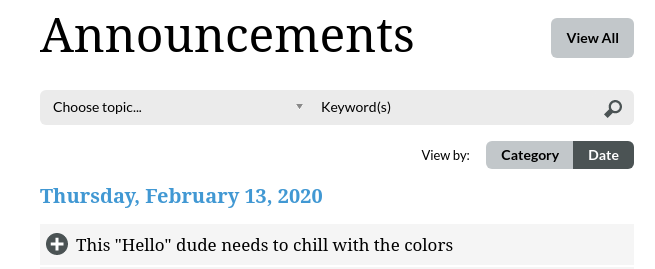 Announcements
View All
Choose topic...
Keyword(s)
View by:
Category
Date
Thursday, February 13, 2020
This "Hello" dude needs to chill with the colors